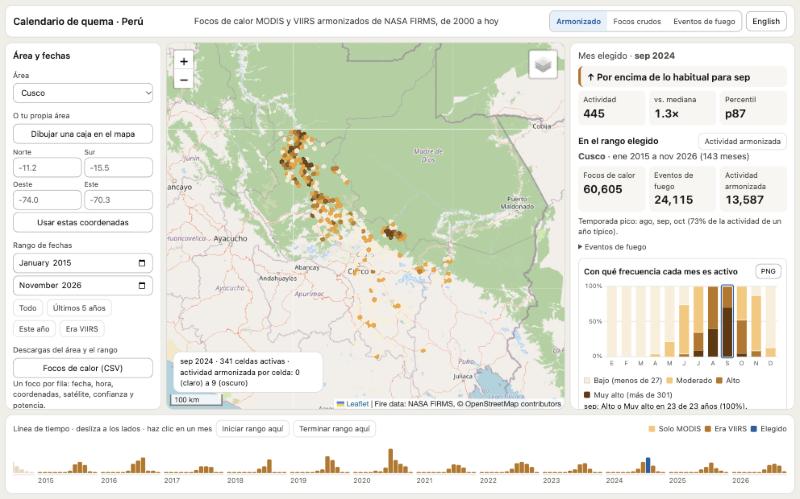 Calendario de quema · Perú
Focos de calor MODIS y VIIRS armonizados de NASA FIRMS, de 2000 a hoy
Armonizado
Focos crudos
Eventos de fuego
English
Área y fechas
Área
Cusco
O tu propia área
Dibujar una caja en el mapa
Norte
Sur
-11.2
-15.5
Oeste
Este
-74.0
-70.3
Usar estas coordenadas
Rango de fechas
January 2015
November 2026
Todo
Últimos 5 años
Este año
Era VIIRS
Descargas del área y el rango
Focos de calor (CSV)
Un foco por fila: fecha, hora,
coordenadas, satélite, confianza y
potencia.
+
−
Cobija
Junín
Madre de
Dios
ancayo
Puerto
Maldonado
Huancavelica
Ayacucho
Abancay
Andahuaylas
Ayacucho
Apurímac
Puno
Juliaca
sep 2024 · 341 celdas activas ·
actividad armonizada por celda: 0
(claro) a 9 (oscuro)
100 km
Leaflet | Fire data: NASA FIRMS, © OpenStreetMap contributors
Mes elegido · sep 2024
↑ Por encima de lo habitual para sep
Actividad
445
vs. mediana
1.3×
Percentil
p87
En el rango elegido
Actividad armonizada
Cusco · ene 2015 a nov 2026 (143 meses)
Focos de calor
60,605
Eventos de
fuego
24,115
Actividad
armonizada
13,587
Temporada pico: ago, sep, oct (73% de la actividad de un
año típico).
▶ Eventos de fuego
Con qué frecuencia cada mes es activo
PNG
100%
50%
0%
E F M A M J J A S O N D
Bajo (menos de 27)
Moderado
Alto
Muy alto (más de 301)
sep: Alto o Muy alto en 23 de 23 años (100%).
Línea de tiempo · desliza a los lados · haz clic en un mes
Iniciar rango aquí
Terminar rango aquí
Solo MODIS
Era VIIRS
Elegido
2015 2016 2017 2018 2019 2020 2021 2022 2023 2024 2025 2026